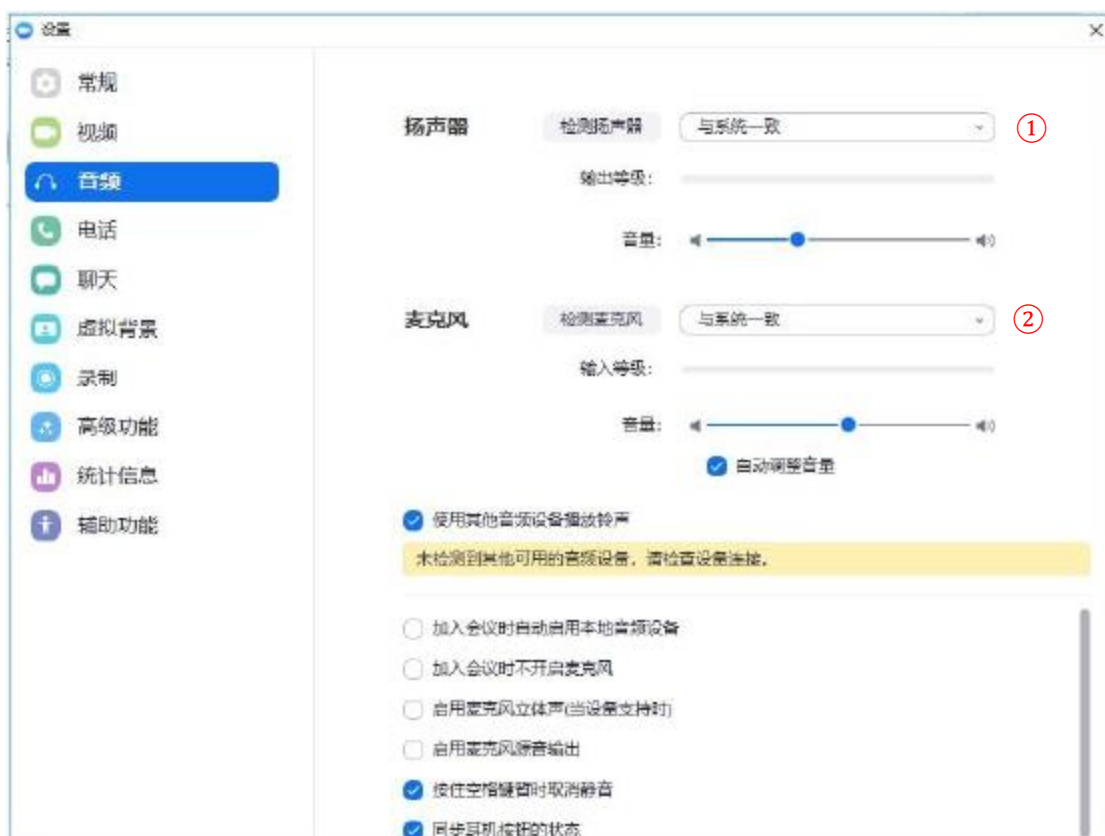 设置
常规
视频
音频
电话
聊天
虚拟背景
录制
高级功能
统计信息
辅助功能
扬声器 检测扬声器 与系统一致 ①
输出等级:
音量:
麦克风 检测麦克风 与系统一致 ②
输入等级:
音量:
自动调整音量
使用其他音频设备播放铃声
未检测到其他可用的音频设备，请检查设备连接。
加入会议时自动启用本地音频设备
加入会议时不开启麦克风
启用麦克风立体声(当设备支持时)
启用麦克风原音输出
按住空格键暂时取消静音
同步耳机按钮的状态